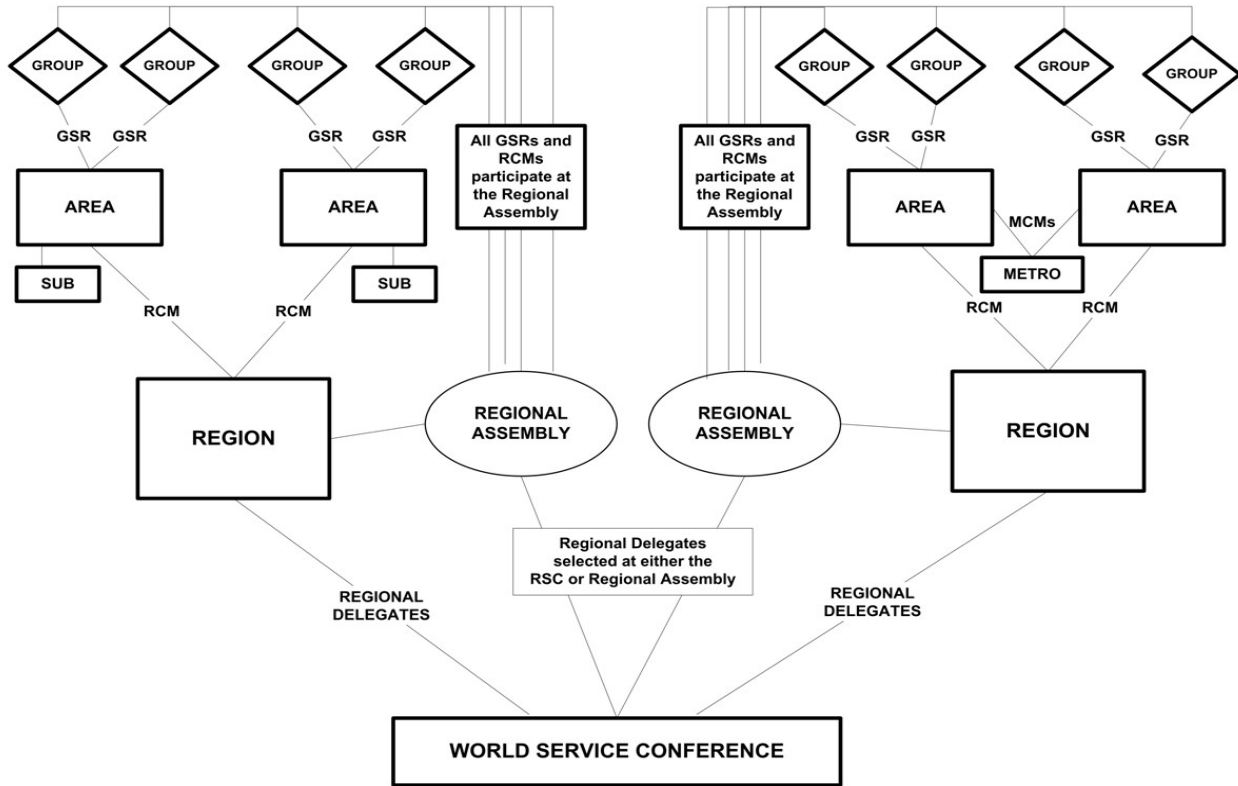 GROUP
GROUP
GROUP
GROUP
GROUP
GROUP
GROUP
GROUP
GSR
GSR
GSR
GSR
All GSRs and
RCMs
participate at
the Regional
Assembly
All GSRs and
RCMs
participate at
the Regional
Assembly
GSR
GSR
GSR
GSR
AREA
AREA
AREA
AREA
MCMs
SUB
SUB
METRO
RCM
RCM
RCM
RCM
REGION
REGIONAL
ASSEMBLY
REGIONAL
ASSEMBLY
REGION
Regional Delegates
selected at either the
RSC or Regional Assembly
REGIONAL
DELEGATES
REGIONAL
DELEGATES
WORLD SERVICE CONFERENCE